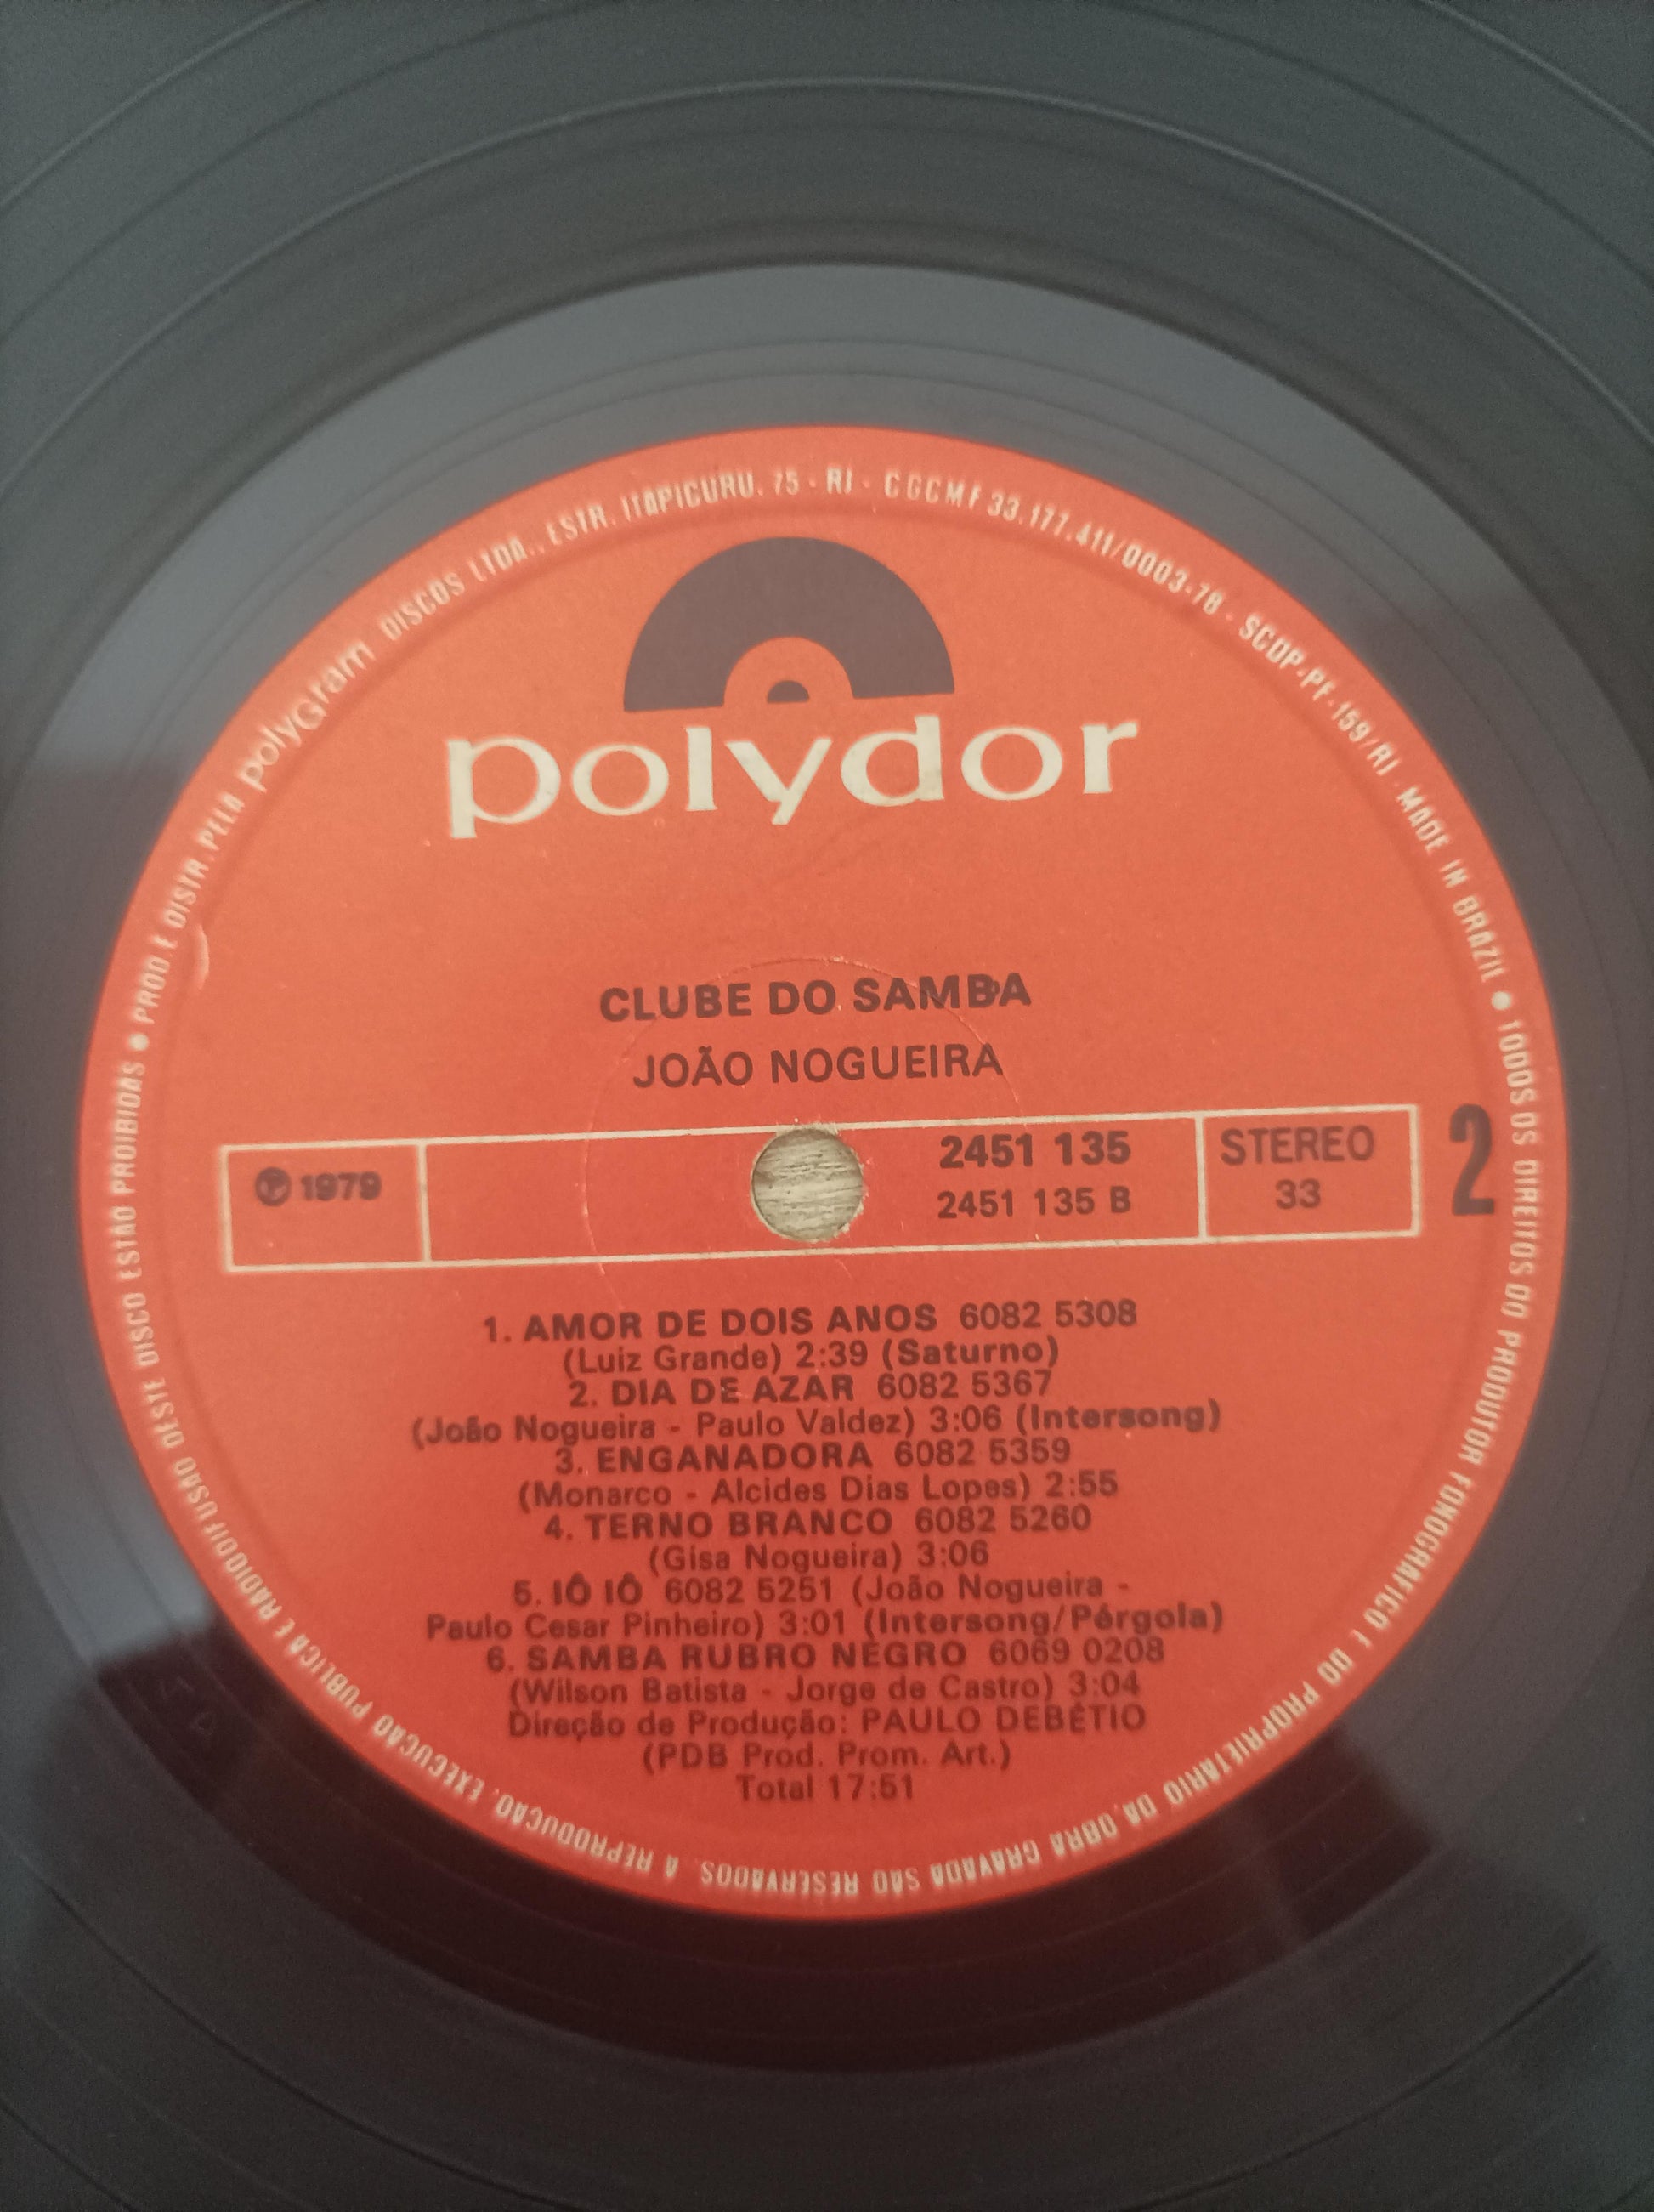 PROD. E DISTR. PELA polyGram DISCOS LTDA., ESTR. ITAPICURU, 75 - RJ - CGCMF 33.177.411/0003-78 - SCDP-PF-159/RJ - MADE IN BRAZIL • TODOS OS DIREITOS DO PRODUTOR FONOGRÁFICO E DO PROPRIETÁRIO DA OBRA GRAVADA SÃO RESERVADOS. A REPRODUÇÃO, EXECUÇÃO PÚBLICA E RADIODIFUSÃO DESTE DISCO ESTÃO PROIBIDAS •
polydor
CLUBE DO SAMBA
JOÃO NOGUEIRA
℗ 1979
2451 135
2451 135 B
STEREO
33
2
1. AMOR DE DOIS ANOS 6082 5308
(Luiz Grande) 2:39 (Saturno)
2. DIA DE AZAR 6082 5367
(João Nogueira - Paulo Valdez) 3:06 (Intersong)
3. ENGANADORA 6082 5359
(Monarco - Alcides Dias Lopes) 2:55
4. TERNO BRANCO 6082 5260
(Gisa Nogueira) 3:06
5. IÔ IÔ 6082 5251 (João Nogueira -
Paulo Cesar Pinheiro) 3:01 (Intersong/Pérgola)
6. SAMBA RUBRO NEGRO 6069 0208
(Wilson Batista - Jorge de Castro) 3:04
Direção de Produção: PAULO DEBÉTIO
(PDB Prod. Prom. Art.)
Total 17:51